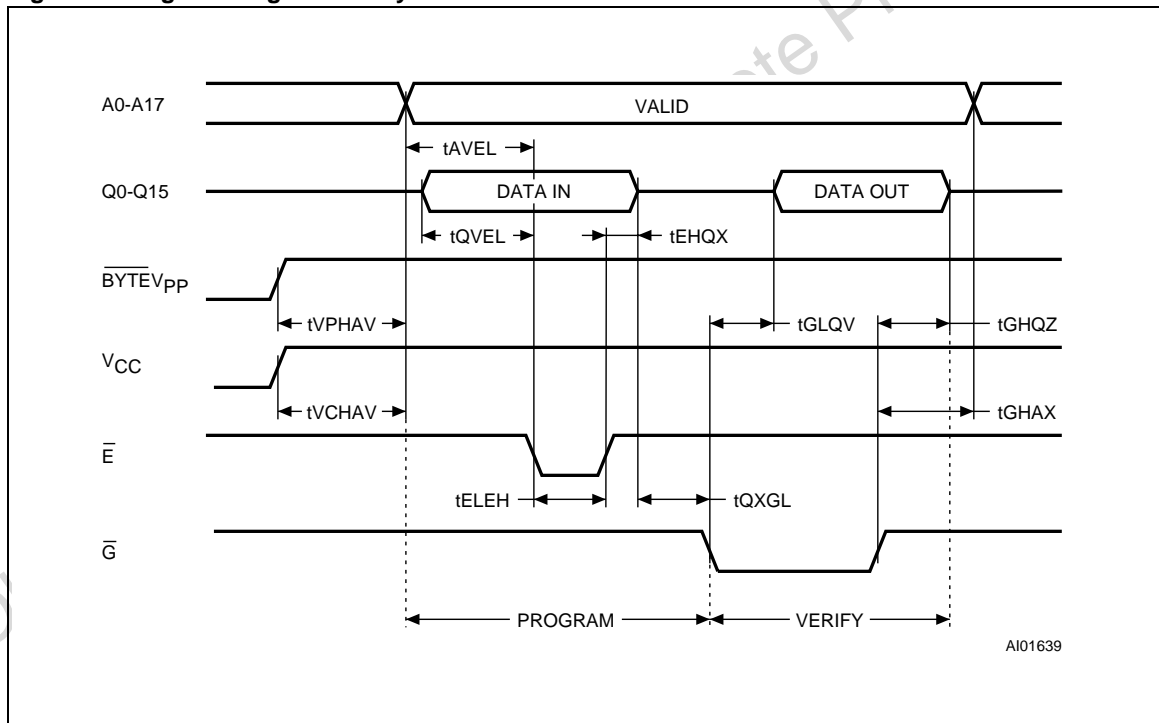 A0-A17
VALID
tAVEL
Q0-Q15
DATA IN
DATA OUT
tQVEL
tEHQX
B̅Y̅T̅E̅VPP
tVPHAV
tGLQV
tGHQZ
VCC
tVCHAV
tGHAX
E̅
tELEH
tQXGL
G̅
PROGRAM
VERIFY
AI01639